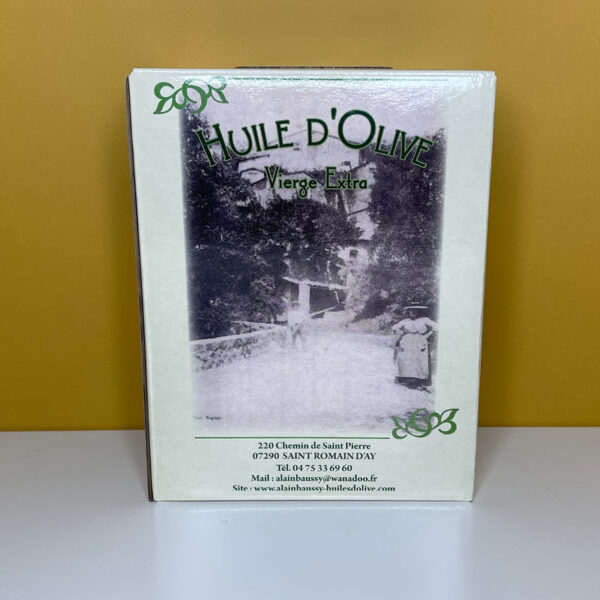 HUILE D'OLIVE
Vierge Extra
220 Chemin de Saint Pierre
07290 SAINT ROMAIN D'AY
Tél. 04 75 33 69 60
Mail : alainbaussy@wanadoo.fr
Site : www.alainbaussy-huilesdolive.com